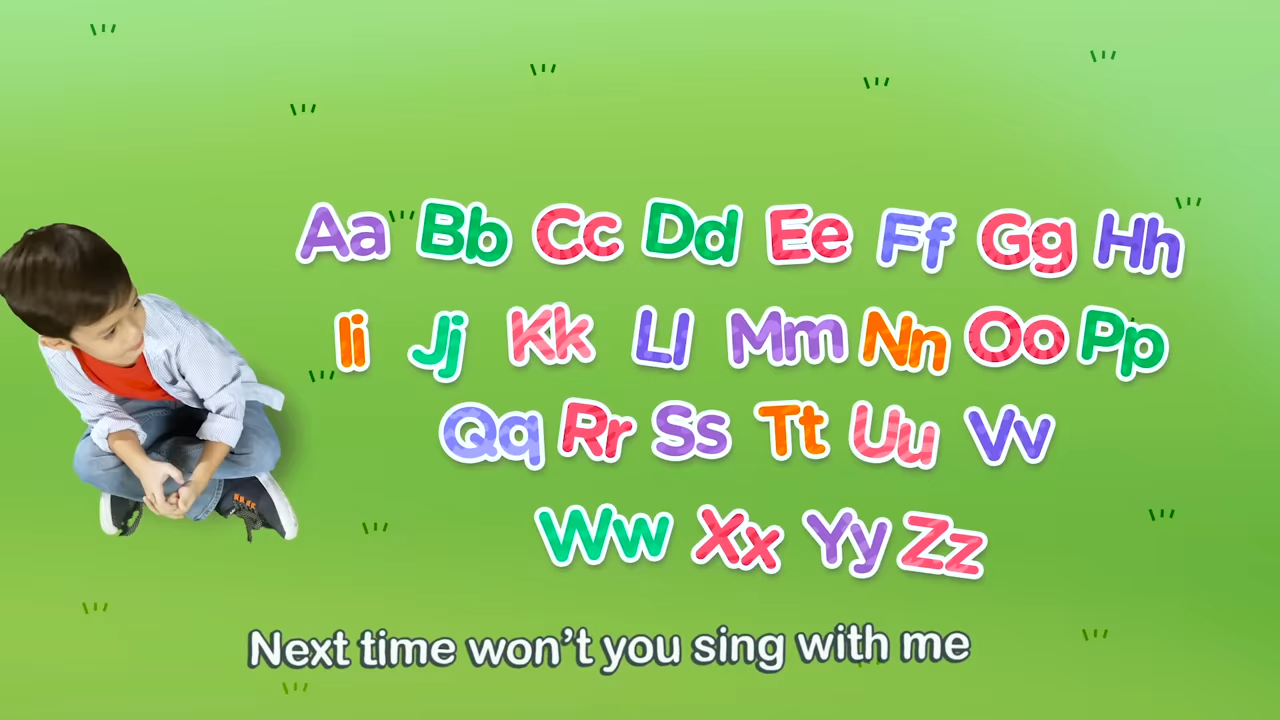 Aa Bb Cc Dd Ee Ff Gg Hh
Ii Jj Kk Ll Mm Nn Oo Pp
Qq Rr Ss Tt Uu Vv
Ww Xx Yy Zz
Next time won't you sing with me